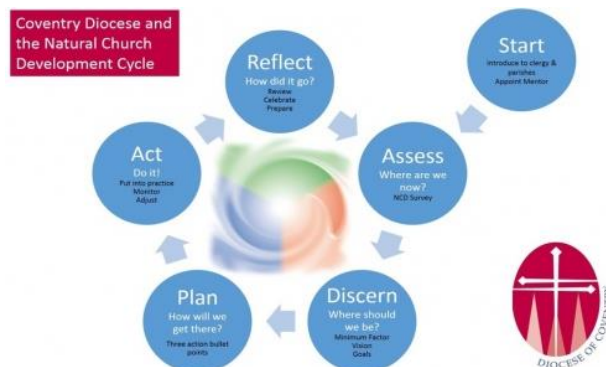 Coventry Diocese and
the Natural Church
Development Cycle
Start
Introduce to clergy &
parishes
Appoint Mentor
Reflect
How did it go?
Review
Celebrate
Prepare
Assess
Where are we
now?
NCD Survey
Discern
Where should
we be?
Minimum Factor
Vision
Goals
Plan
How will we
get there?
Three action bullet
points
Act
Do it!
Put into practice
Monitor
Adjust
DIOCESE OF COVENTRY